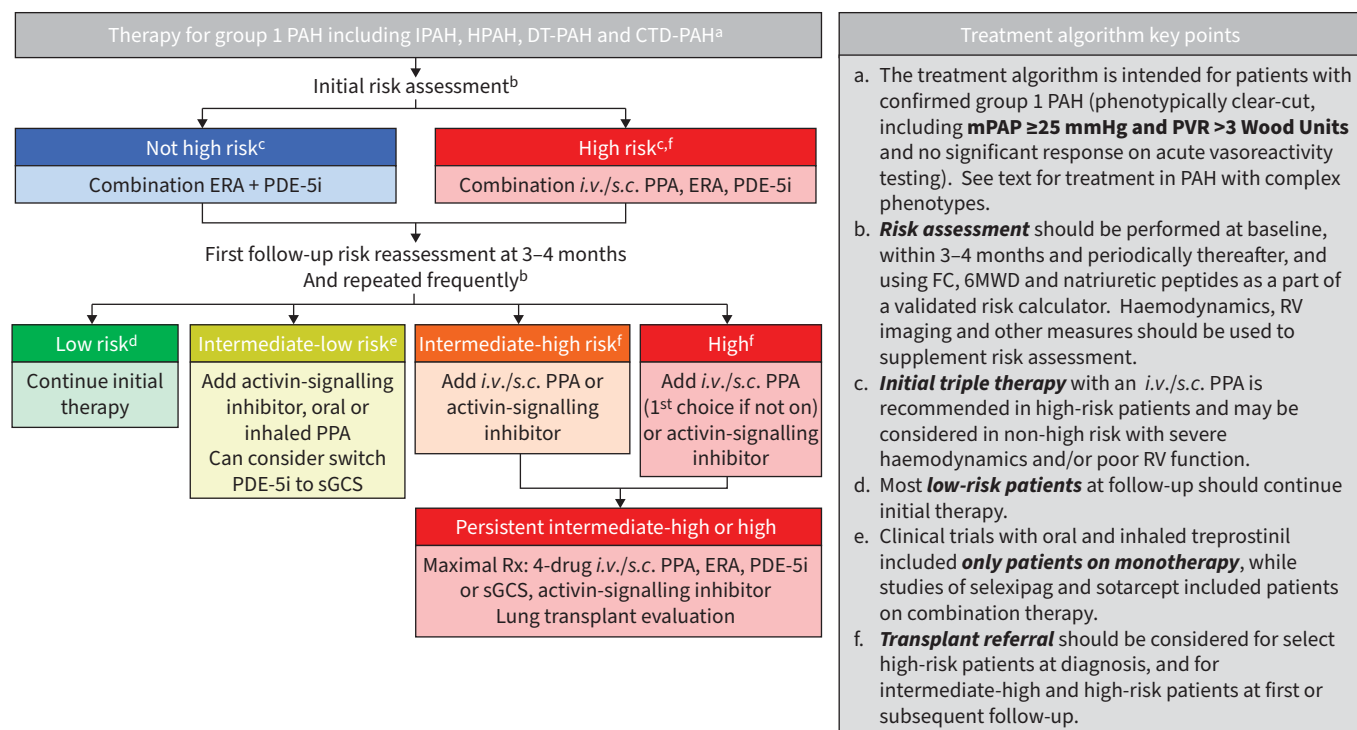 Therapy for group 1 PAH including IPAH, HPAH, DT-PAH and CTD-PAHa
Initial risk assessmentb
Not high riskc
Combination ERA + PDE-5i
High riskc,f
Combination i.v./s.c. PPA, ERA, PDE-5i
First follow-up risk reassessment at 3–4 months
And repeated frequentlyb
Low riskd
Continue initial
therapy
Intermediate-low riske
Add activin-signalling
inhibitor, oral or
inhaled PPA
Can consider switch
PDE-5i to sGCS
Intermediate-high riskf
Add i.v./s.c. PPA or
activin-signalling
inhibitor
Highf
Add i.v./s.c. PPA
(1st choice if not on)
or activin-signalling
inhibitor
Persistent intermediate-high or high
Maximal Rx: 4-drug i.v./s.c. PPA, ERA, PDE-5i
or sGCS, activin-signalling inhibitor
Lung transplant evaluation
Treatment algorithm key points
a. The treatment algorithm is intended for patients with
confirmed group 1 PAH (phenotypically clear-cut,
including mPAP ≥25 mmHg and PVR >3 Wood Units
and no significant response on acute vasoreactivity
testing). See text for treatment in PAH with complex
phenotypes.
b. Risk assessment should be performed at baseline,
within 3–4 months and periodically thereafter, and
using FC, 6MWD and natriuretic peptides as a part of
a validated risk calculator. Haemodynamics, RV
imaging and other measures should be used to
supplement risk assessment.
c. Initial triple therapy with an i.v./s.c. PPA is
recommended in high-risk patients and may be
considered in non-high risk with severe
haemodynamics and/or poor RV function.
d. Most low-risk patients at follow-up should continue
initial therapy.
e. Clinical trials with oral and inhaled treprostinil
included only patients on monotherapy, while
studies of selexipag and sotarcept included patients
on combination therapy.
f. Transplant referral should be considered for select
high-risk patients at diagnosis, and for
intermediate-high and high-risk patients at first or
subsequent follow-up.